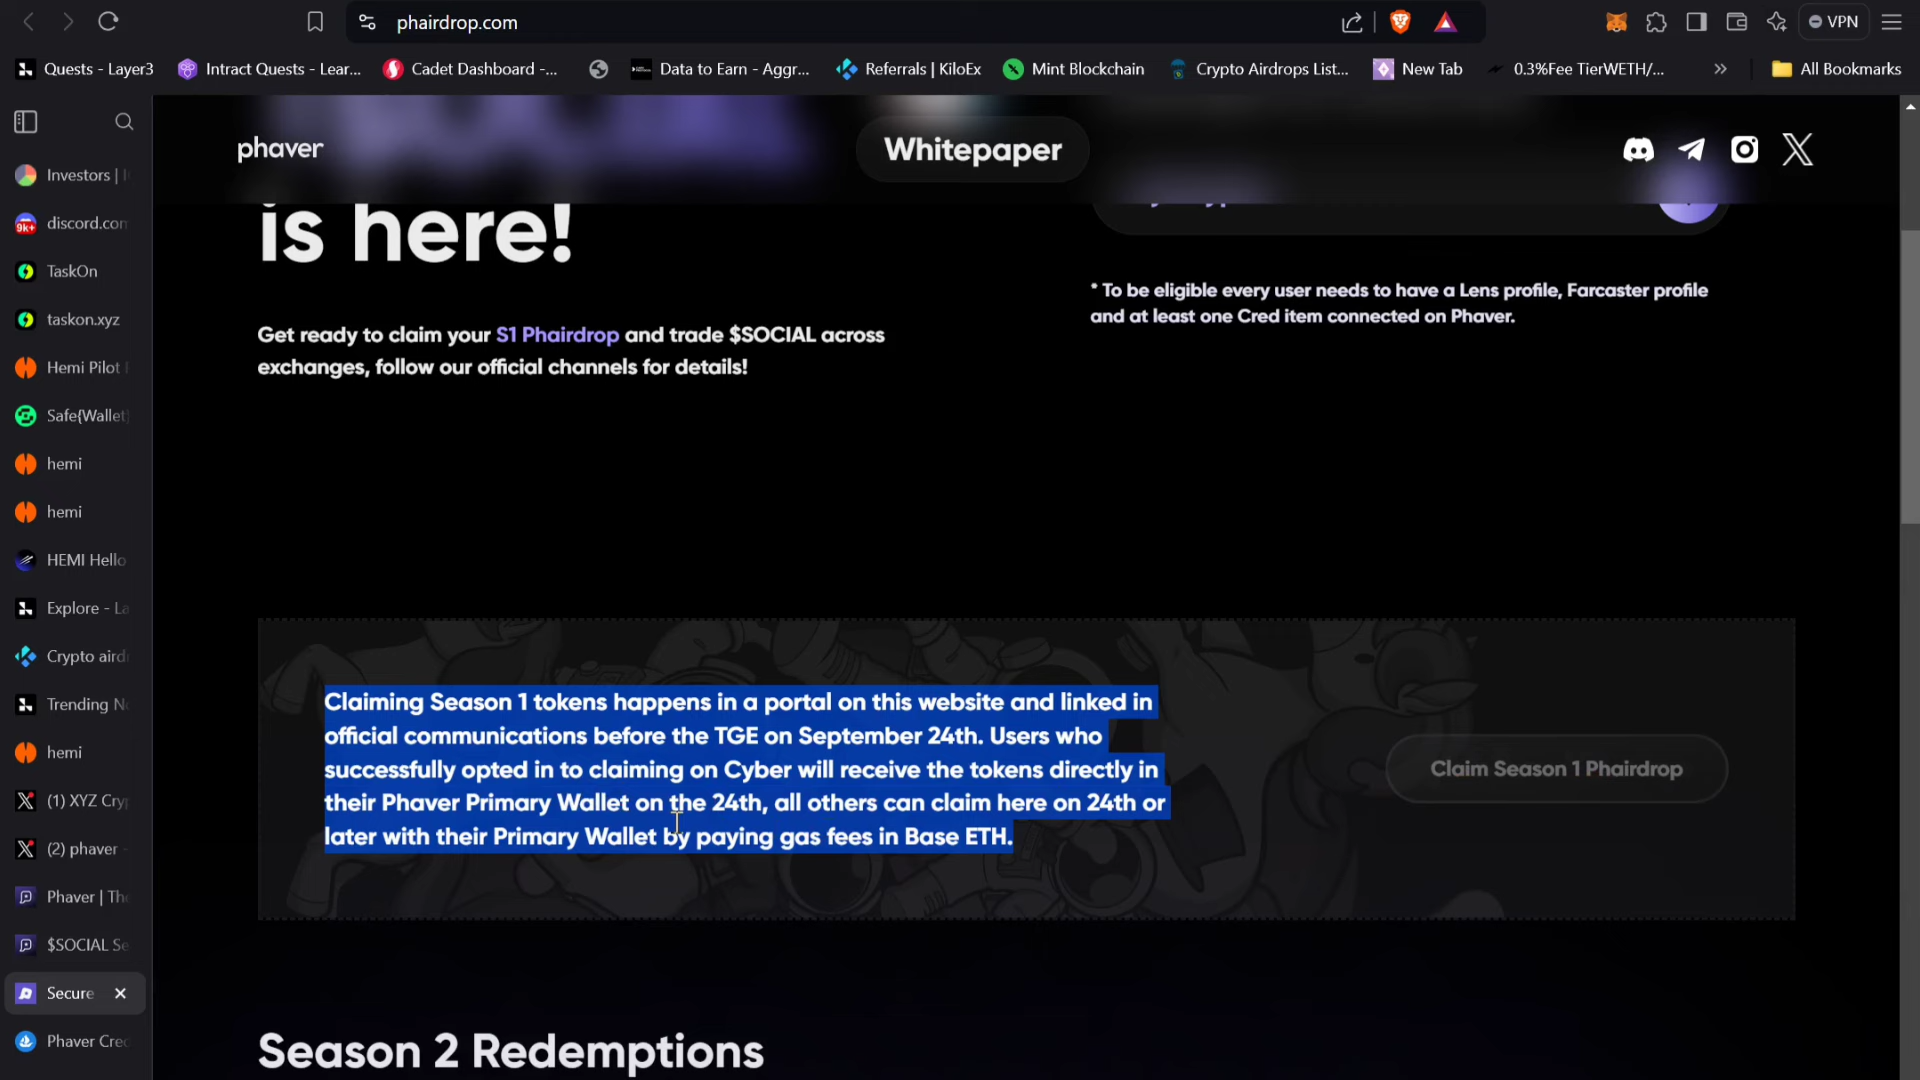 phairdrop.com
VPN
Quests - Layer3
Intract Quests - Lear...
Cadet Dashboard -...
Data to Earn - Aggr...
Referrals | KiloEx
Mint Blockchain
Crypto Airdrops List...
New Tab
0.3%Fee TierWETH/...
»
All Bookmarks
Investors |
discord.con
9k+
TaskOn
taskon.xyz
Hemi Pilot
Safe{Wallet}
hemi
hemi
HEMI Hello
Explore - La
Crypto aird
Trending N
hemi
(1) XYZ Cry
(2) phaver -
Phaver | The
$SOCIAL Se
Secure
Phaver Cre
phaver
Whitepaper
is here!
Get ready to claim your S1 Phairdrop and trade $SOCIAL across
exchanges, follow our official channels for details!
* To be eligible every user needs to have a Lens profile, Farcaster profile
and at least one Cred item connected on Phaver.
Claiming Season 1 tokens happens in a portal on this website and linked in
official communications before the TGE on September 24th. Users who
successfully opted in to claiming on Cyber will receive the tokens directly in
their Phaver Primary Wallet on the 24th, all others can claim here on 24th or
later with their Primary Wallet by paying gas fees in Base ETH.
Claim Season 1 Phairdrop
Season 2 Redemptions